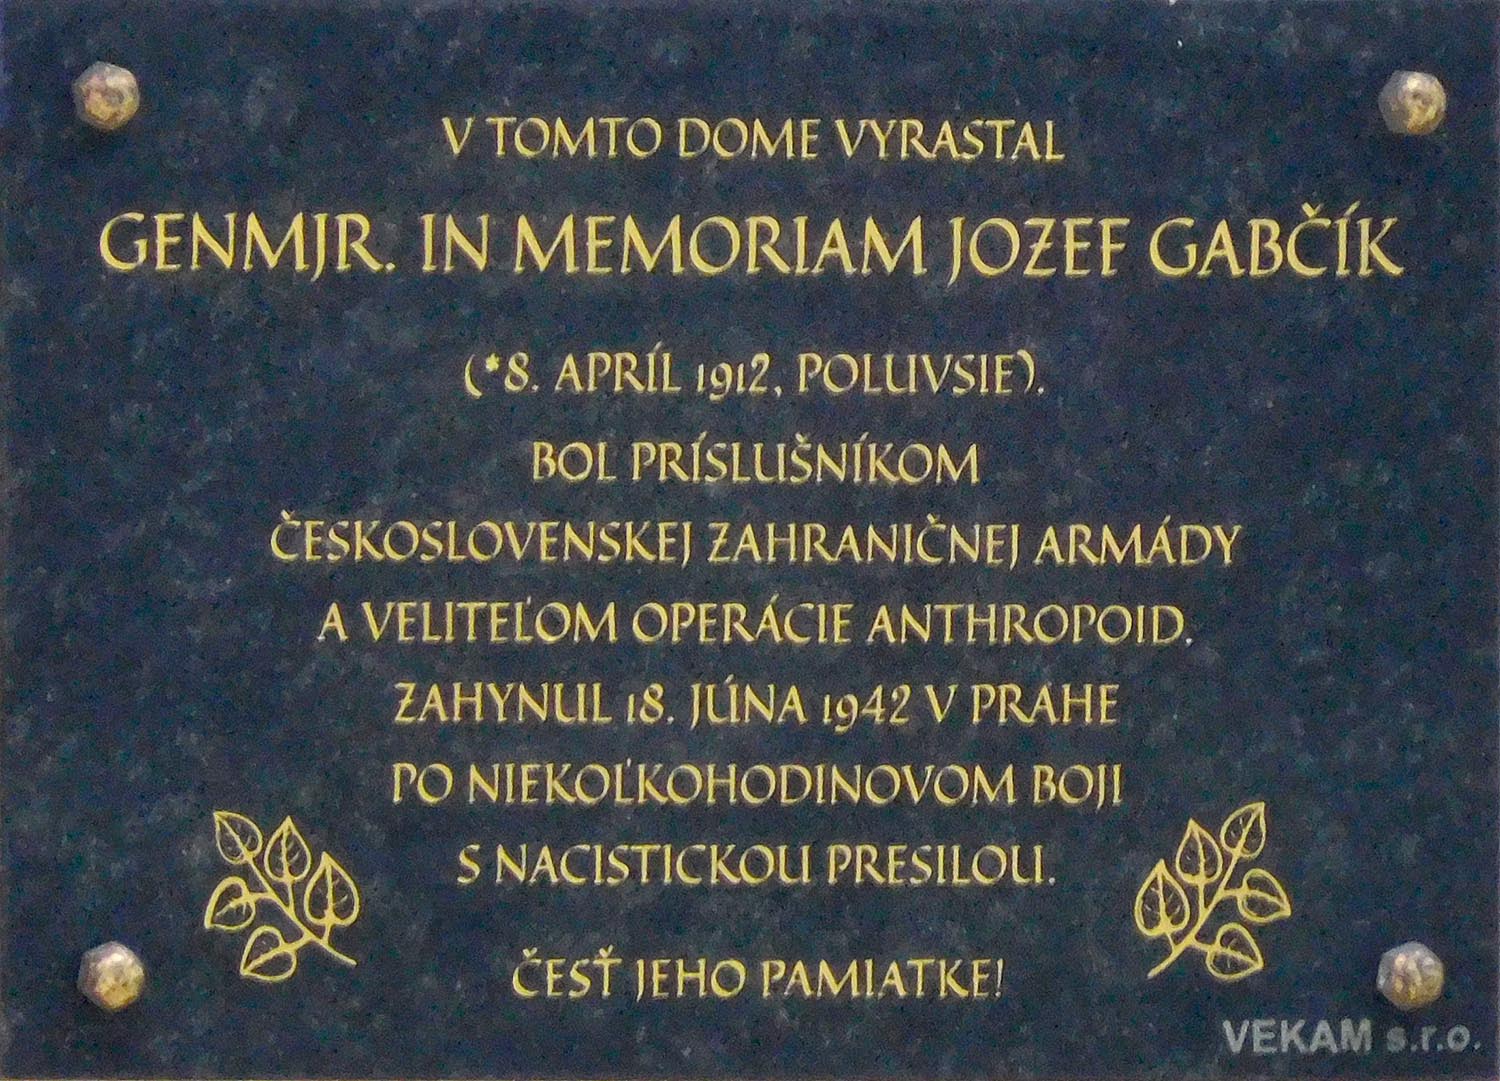 V TOMTO DOME VYRASTAL
GENMJR. IN MEMORIAM JOZEF GABČÍK
(*8. APRÍL 1912, POLUVSIE).
BOL PRÍSLUŠNÍKOM
ČESKOSLOVENSKEJ ZAHRANIČNEJ ARMÁDY
A VELITEĽOM OPERÁCIE ANTHROPOID.
ZAHYNUL 18. JÚNA 1942 V PRAHE
PO NIEKOĽKOHODINOVOM BOJI
S NACISTICKOU PRESILOU.
ČESŤ JEHO PAMIATKE!
VEKAM s.r.o.